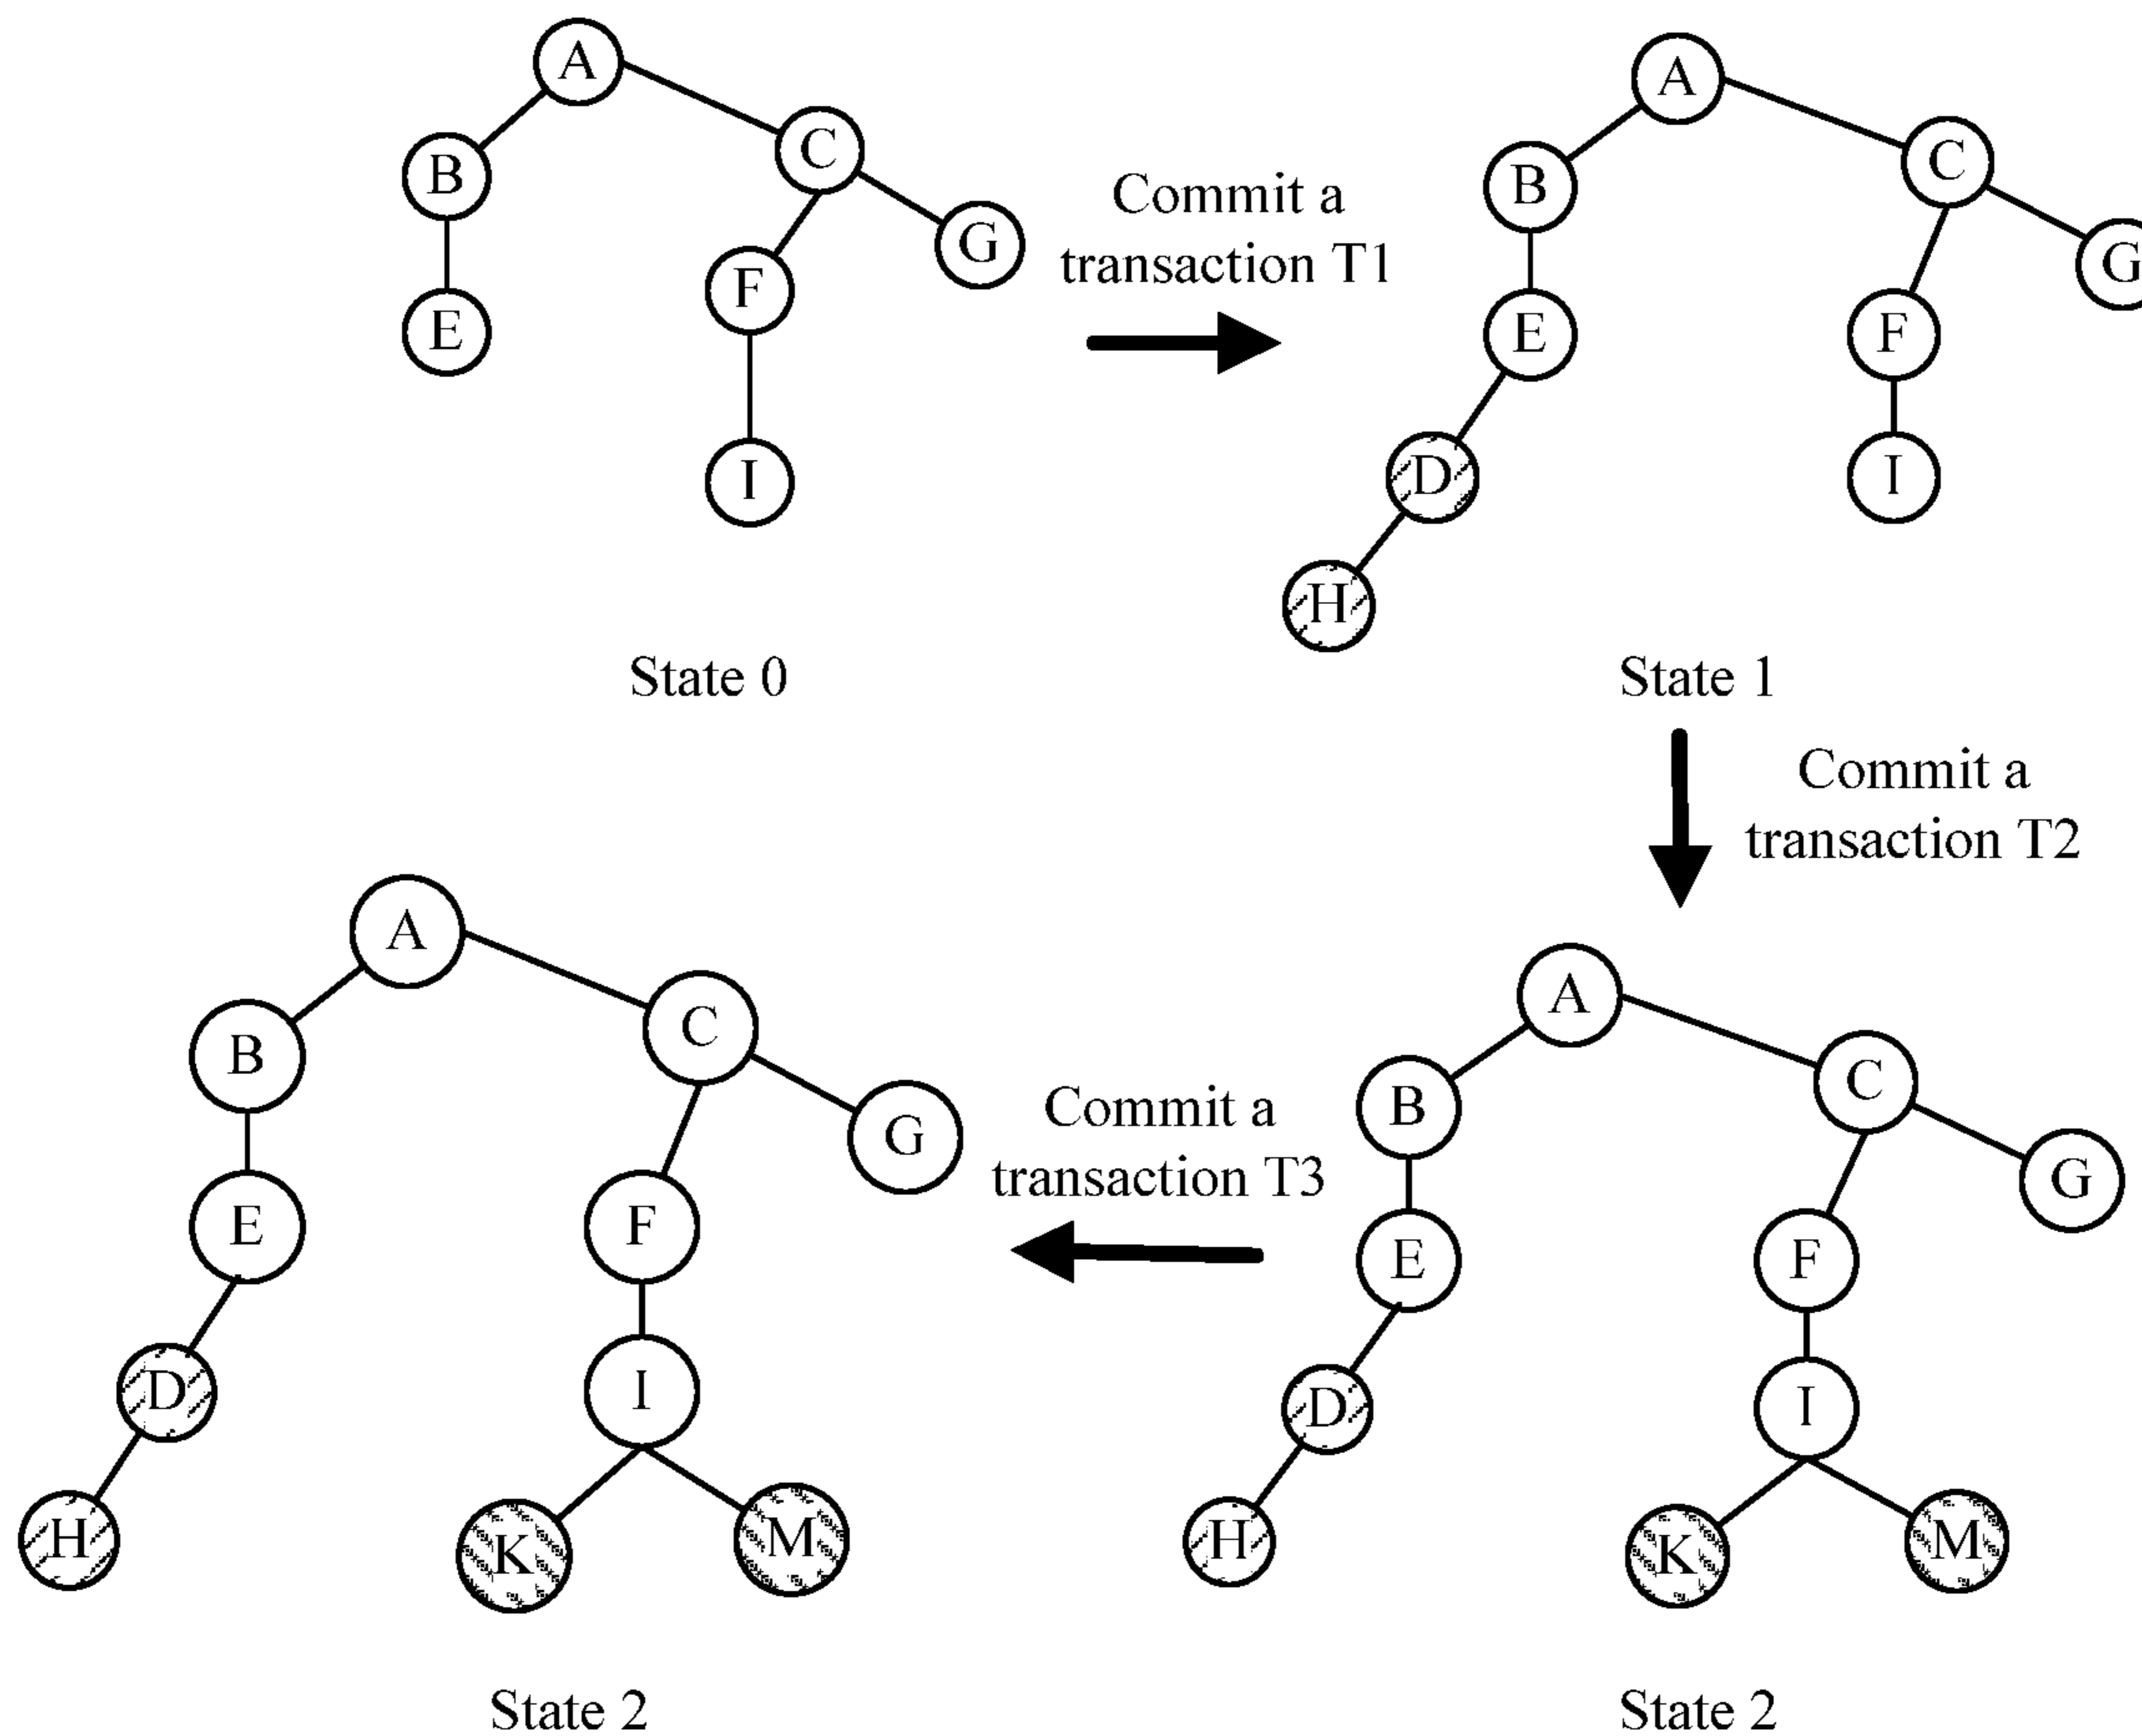 A
B
C
E
F
G
I
State 0
Commit a
transaction T1
A
B
C
G
E
F
D
I
H
State 1
Commit a
transaction T2
A
B
C
G
E
F
D
I
H
K
M
State 2
Commit a
transaction T3
A
B
C
G
E
F
D
I
H
K
M
State 2